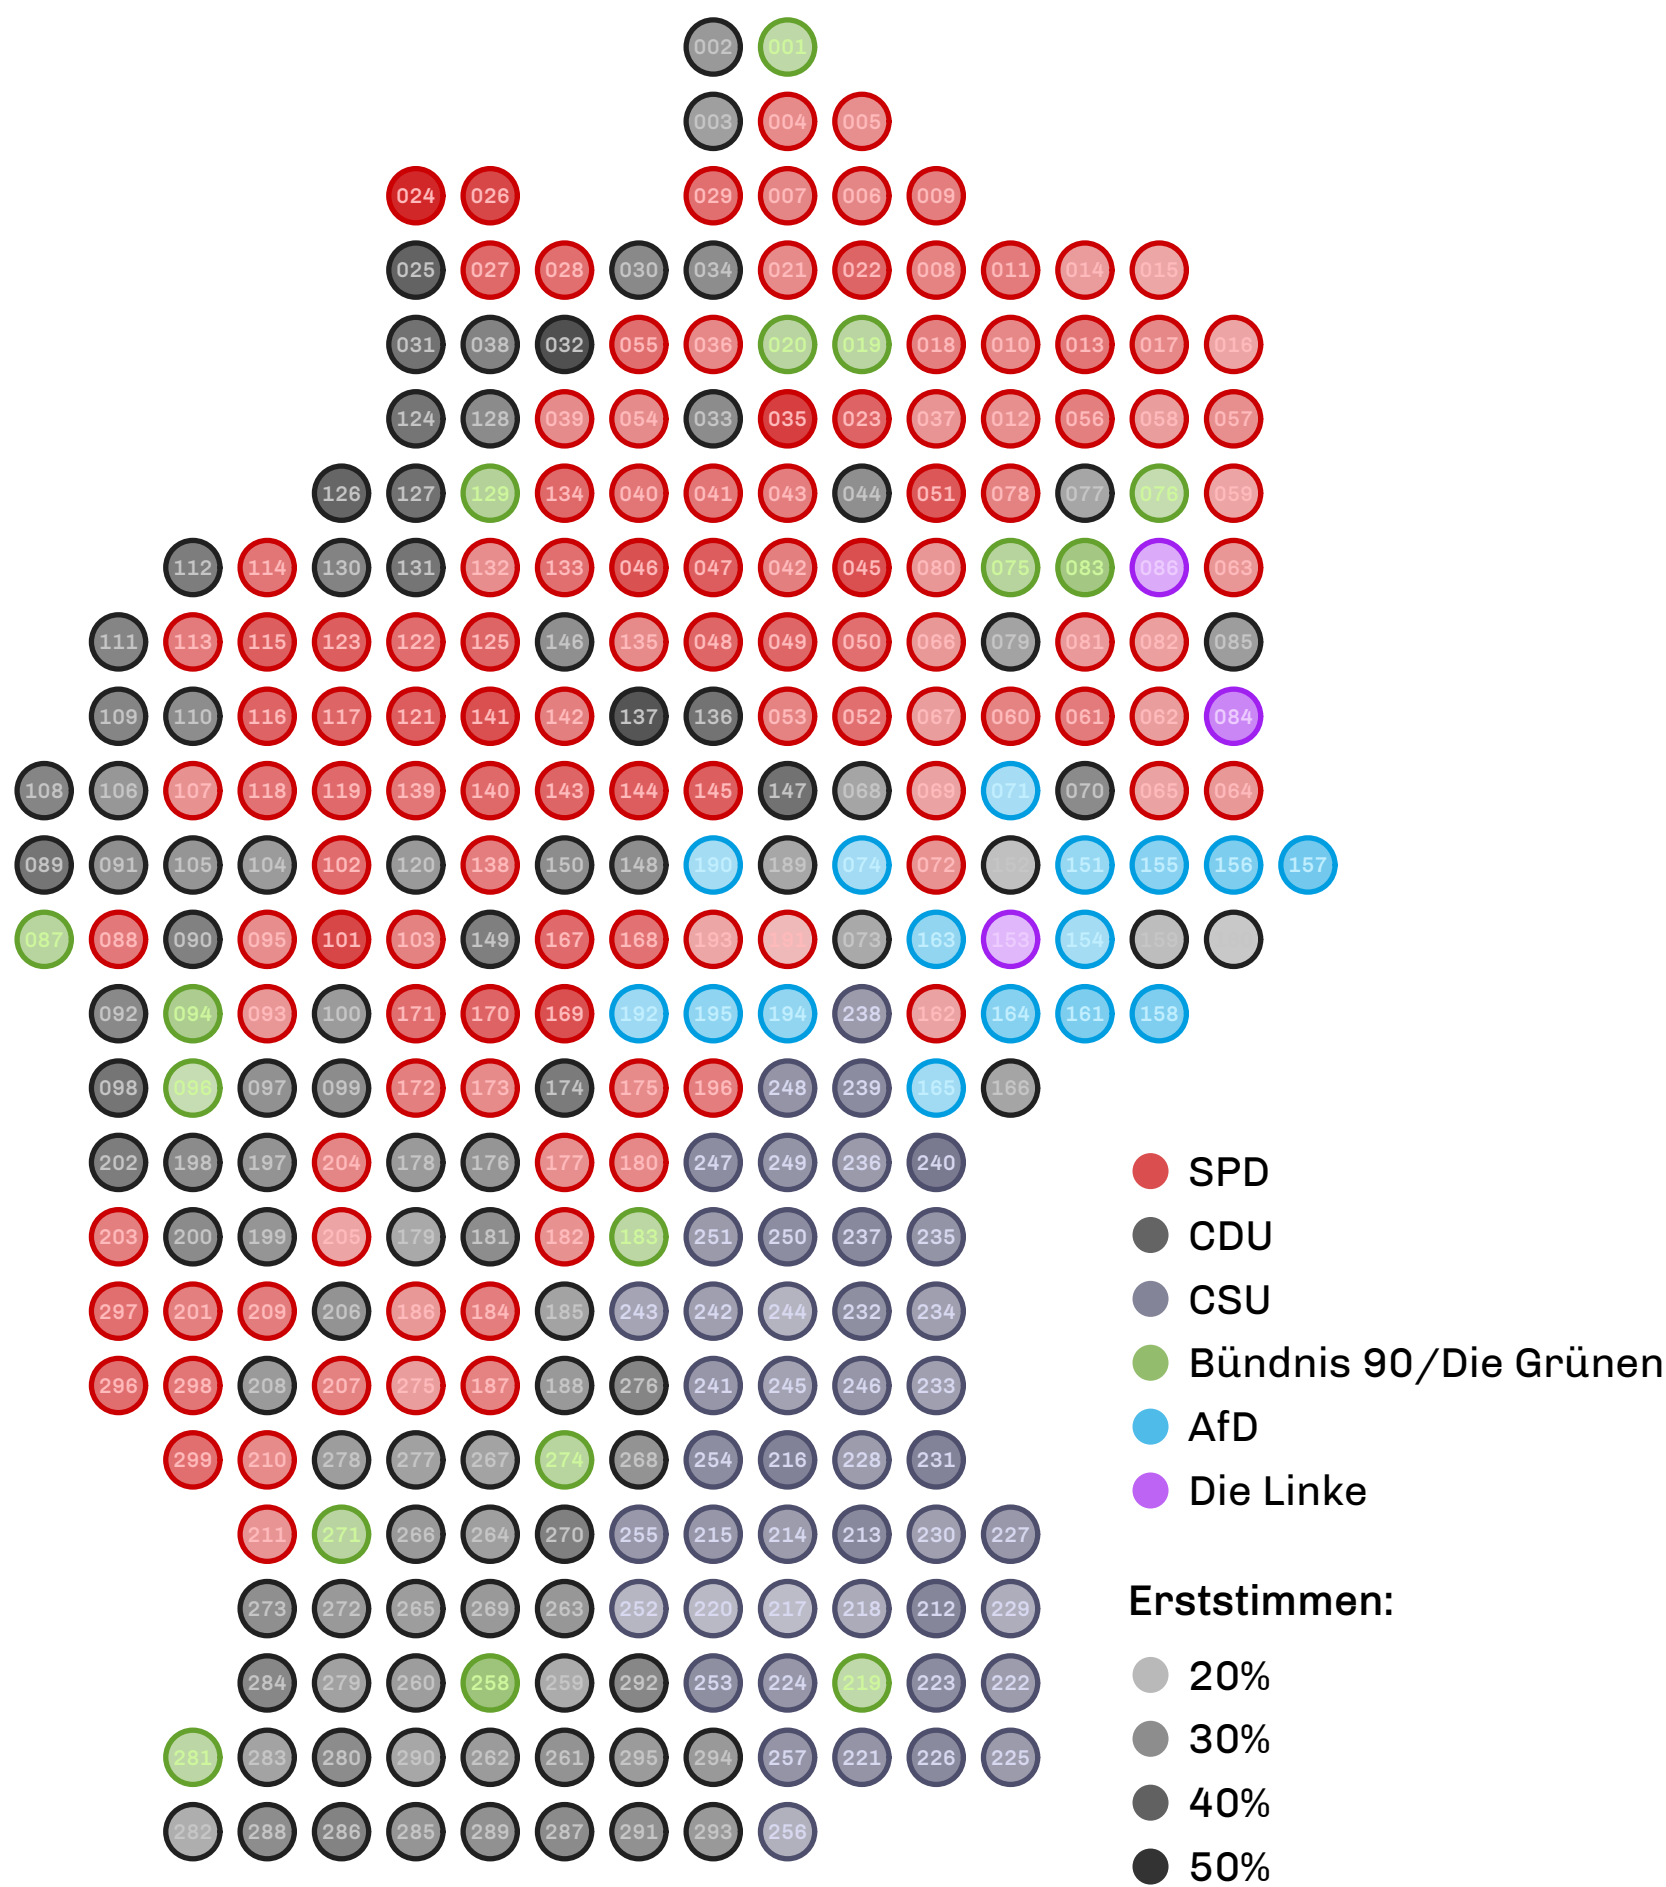 002 001
003 004 005
024 026 029 007 006 009
025 027 028 030 034 021 022 008 011 014 015
031 038 032 055 036 020 019 018 010 013 017 016
124 128 039 054 033 035 023 037 012 056 058 057
126 127 129 134 040 041 043 044 051 078 077 076 059
112 114 130 131 132 133 046 047 042 045 080 075 083 086 063
111 113 115 123 122 125 146 135 048 049 050 066 079 081 082 085
109 110 116 117 121 141 142 137 136 053 052 067 060 061 062 084
108 106 107 118 119 139 140 143 144 145 147 068 069 071 070 065 064
089 091 105 104 102 120 138 150 148 190 189 074 072 152 151 155 156 157
087 088 090 095 101 103 149 167 168 193 191 073 163 153 154 159
092 094 093 100 171 170 169 192 195 194 238 162 164 161 158
098 096 097 099 172 173 174 175 196 248 239 165 166
202 198 197 204 178 176 177 180 247 249 236 240
203 200 199 205 179 181 182 183 251 250 237 235
297 201 209 206 186 184 185 243 242 244 232 234
296 298 208 207 275 187 188 276 241 245 246 233
299 210 278 277 267 274 268 254 216 228 231
211 271 266 264 270 255 215 214 213 230 227
273 272 265 269 263 252 220 217 218 212 229
284 279 260 258 259 292 253 224 219 223 222
281 283 280 290 262 261 295 294 257 221 226 225
282 288 286 285 289 287 291 293 256
SPD
CDU
CSU
Bündnis 90/Die Grünen
AfD
Die Linke
Erststimmen:
20%
30%
40%
50%